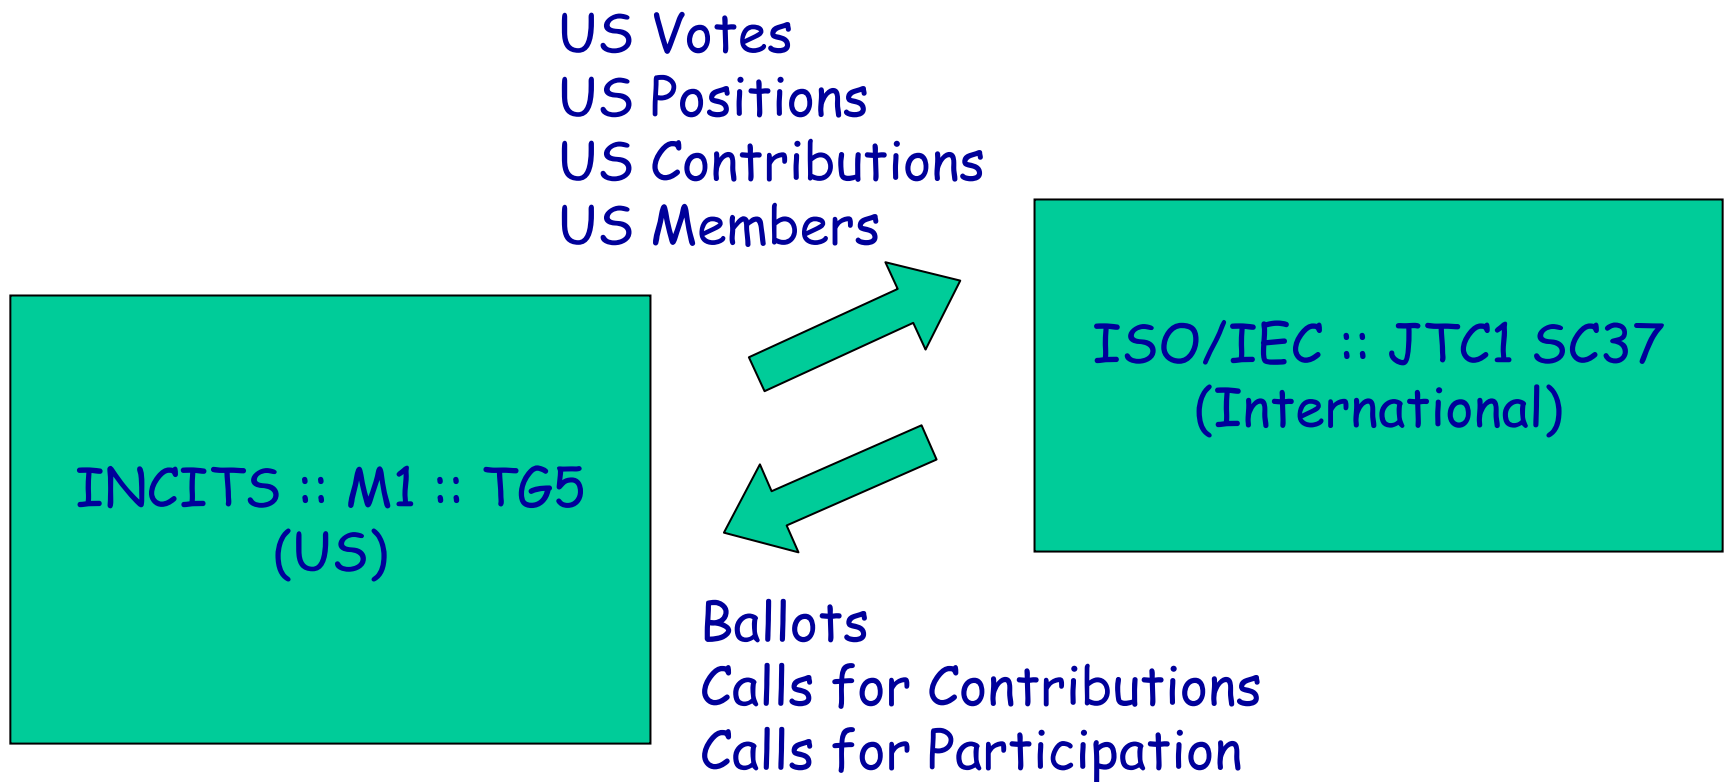 US Votes
US Positions
US Contributions
US Members
ISO/IEC :: JTC1 SC37
(International)
INCITS :: M1 :: TG5
(US)
Ballots
Calls for Contributions
Calls for Participation